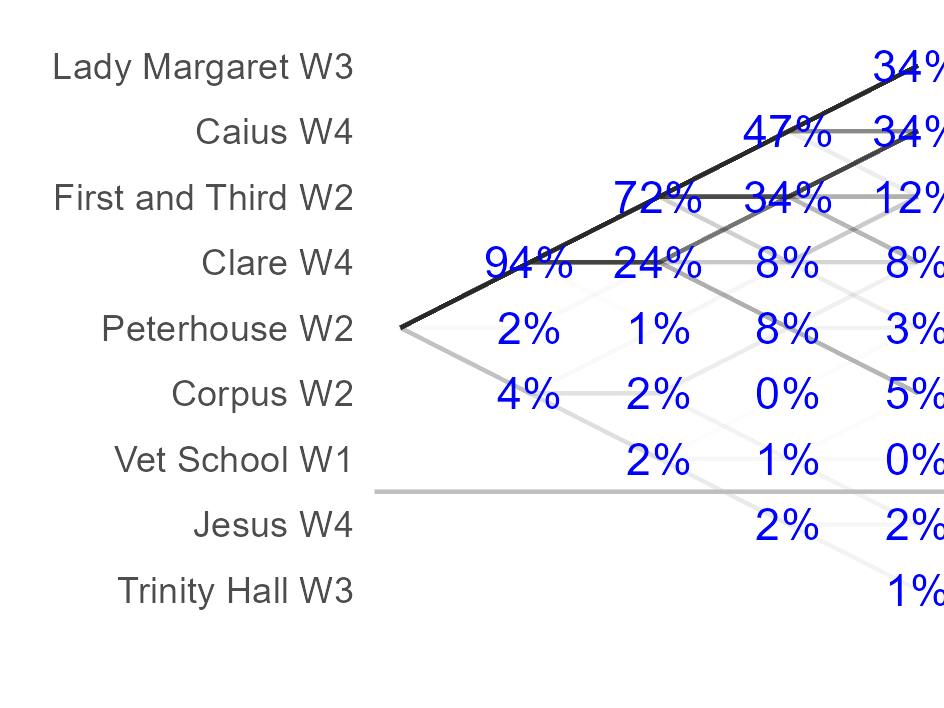 Lady Margaret W3 34%
Caius W4 47% 34%
First and Third W2 72% 34% 12%
Clare W4 94% 24% 8% 8%
Peterhouse W2 2% 1% 8% 3%
Corpus W2 4% 2% 0% 5%
Vet School W1 2% 1% 0%
Jesus W4 2% 2%
Trinity Hall W3 1%